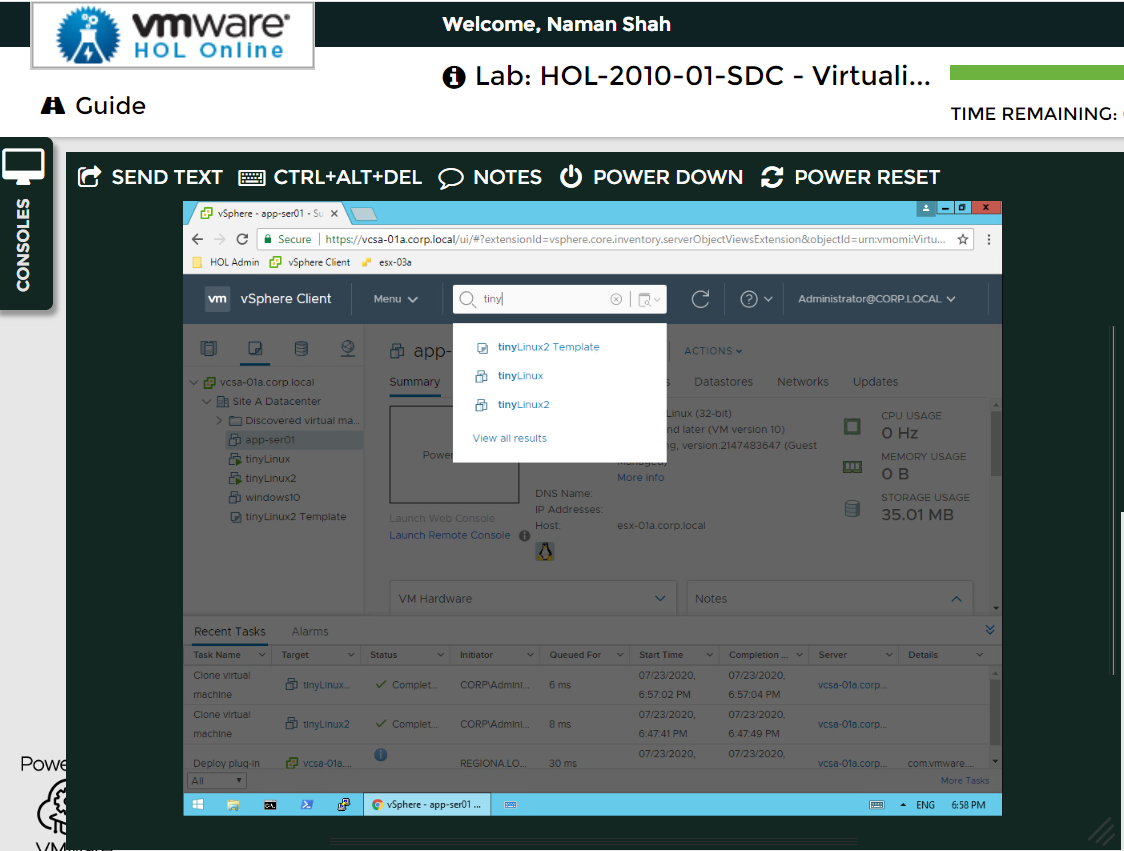 vmware®
HOL Online
Welcome, Naman Shah
Lab: HOL-2010-01-SDC - Virtuali...
Guide
TIME REMAINING:
CONSOLES
SEND TEXT CTRL+ALT+DEL NOTES POWER DOWN POWER RESET
vSphere - app-ser01 - Su
Secure https://vcsa-01a.corp.local/ui/#?extensionId=vsphere.core.inventory.serverObjectViewsExtension&objectId=urn:vmomi:Virtu...
HOL Admin vSphere Client esx-03a
vm vSphere Client Menu tiny Administrator@CORP.LOCAL
tinyLinux2 Template
tinyLinux
tinyLinux2
View all results
app- ACTIONS
Summary Datastores Networks Updates
vcsa-01a.corp.local
Site A Datacenter
Discovered virtual ma...
app-ser01
tinyLinux
tinyLinux2
windows10
tinyLinux2 Template
Power
Linux (32-bit)
nd later (VM version 10)
g, version:2147483647 (Guest
Managed)
More info
DNS Name:
IP Addresses:
Host: esx-01a.corp.local
Launch Web Console
Launch Remote Console
CPU USAGE
0 Hz
MEMORY USAGE
0 B
STORAGE USAGE
35.01 MB
VM Hardware Notes
Recent Tasks Alarms
Task Name Target Status Initiator Queued For Start Time Completion ... Server Details
Clone virtual machine tinyLinux... Complet... CORP\Admini... 6 ms 07/23/2020, 6:57:02 PM 07/23/2020, 6:57:04 PM vcsa-01a.corp...
Clone virtual machine tinyLinux2 Complet... CORP\Admini... 8 ms 07/23/2020, 6:47:41 PM 07/23/2020, 6:47:49 PM vcsa-01a.corp...
Deploy plug-in vcsa-01a.... REGIONA.LO... 30 ms 07/23/2020, 07/23/2020, vcsa-01a.corp... com.vmware....
All More Tasks
vSphere - app-ser01 ... ENG 6:58 PM
Powe
VMware